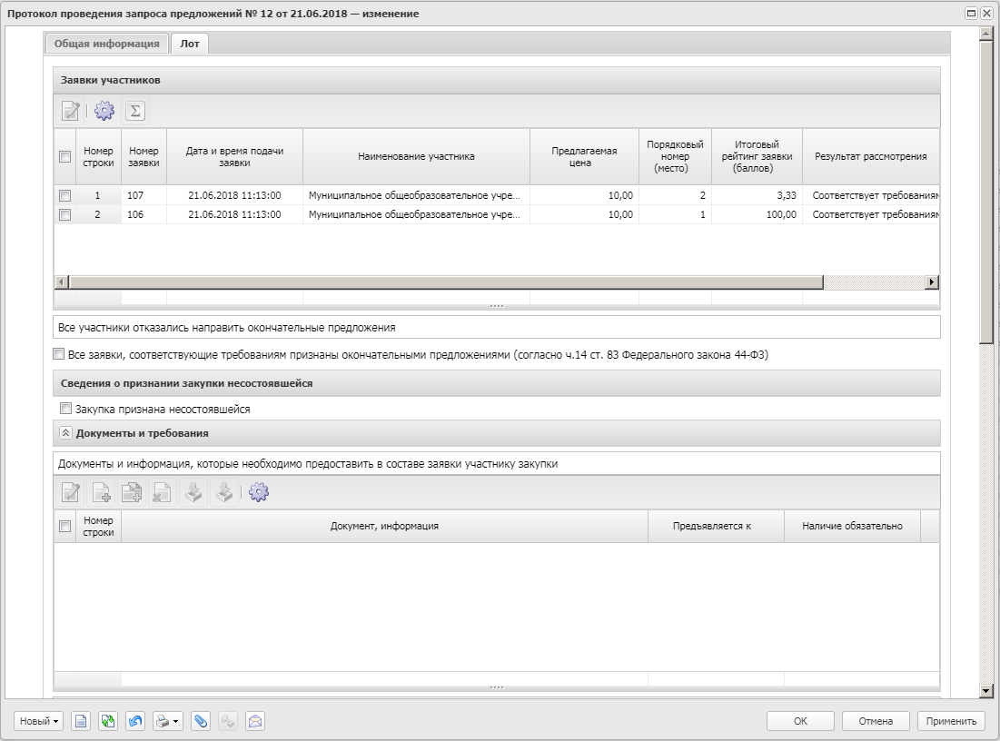 Протокол проведения запроса предложений № 12 от 21.06.2018 — изменение
Общая информация Лот
Заявки участников
Номер строки Номер заявки Дата и время подачи заявки Наименование участника Предлагаемая цена Порядковый номер (место) Итоговый рейтинг заявки (баллов) Результат рассмотрения
1 107 21.06.2018 11:13:00 Муниципальное общеобразовательное учре... 10,00 2 3,33 Соответствует требованиям
2 106 21.06.2018 11:13:00 Муниципальное общеобразовательное учре... 10,00 1 100,00 Соответствует требованиям
Все участники отказались направить окончательные предложения
Все заявки, соответствующие требованиям признаны окончательными предложениями (согласно ч.14 ст. 83 Федерального закона 44-ФЗ)
Сведения о признании закупки несостоявшейся
Закупка признана несостоявшейся
Документы и требования
Документы и информация, которые необходимо предоставить в составе заявки участнику закупки
Номер строки Документ, информация Предъявляется к Наличие обязательно
Новый ОК Отмена Применить